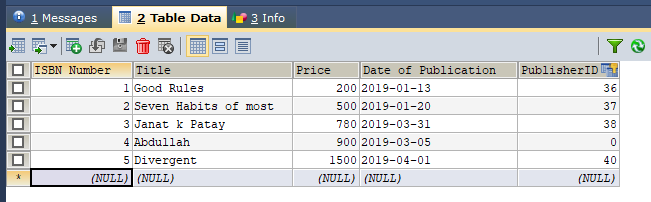 1 Messages 2 Table Data 3 Info
ISBN Number Title Price Date of Publication PublisherID
1 Good Rules 200 2019-01-13 36
2 Seven Habits of most 500 2019-01-20 37
3 Janat k Patay 780 2019-03-31 38
4 Abdullah 900 2019-03-05 0
5 Divergent 1500 2019-04-01 40
* (NULL) (NULL) (NULL) (NULL) (NULL)